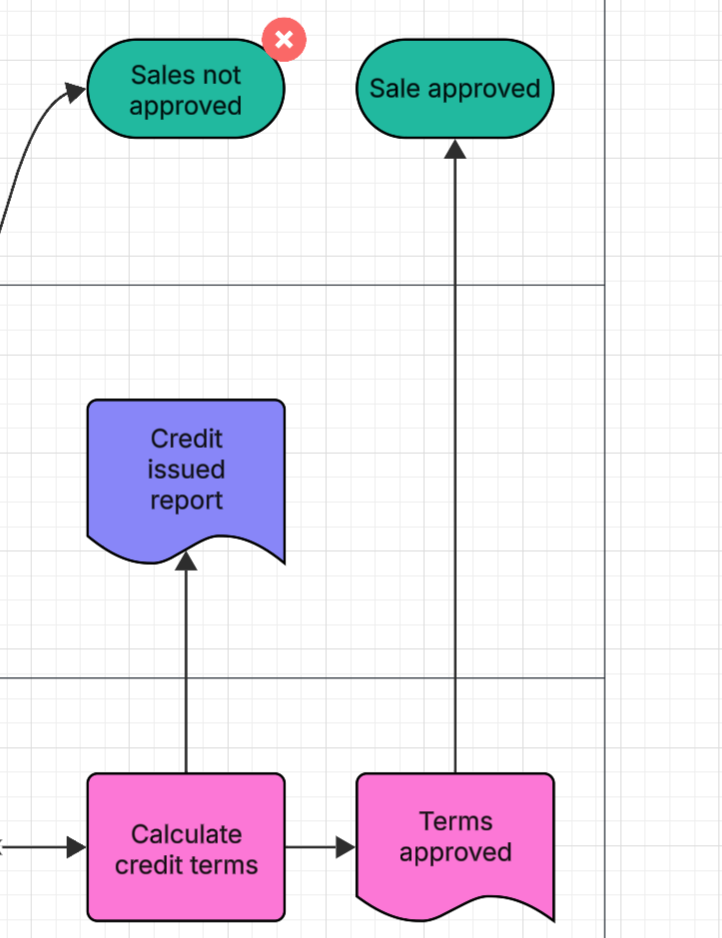 Sales not
approved
Sale approved
Credit
issued
report
Calculate
credit terms
Terms
approved